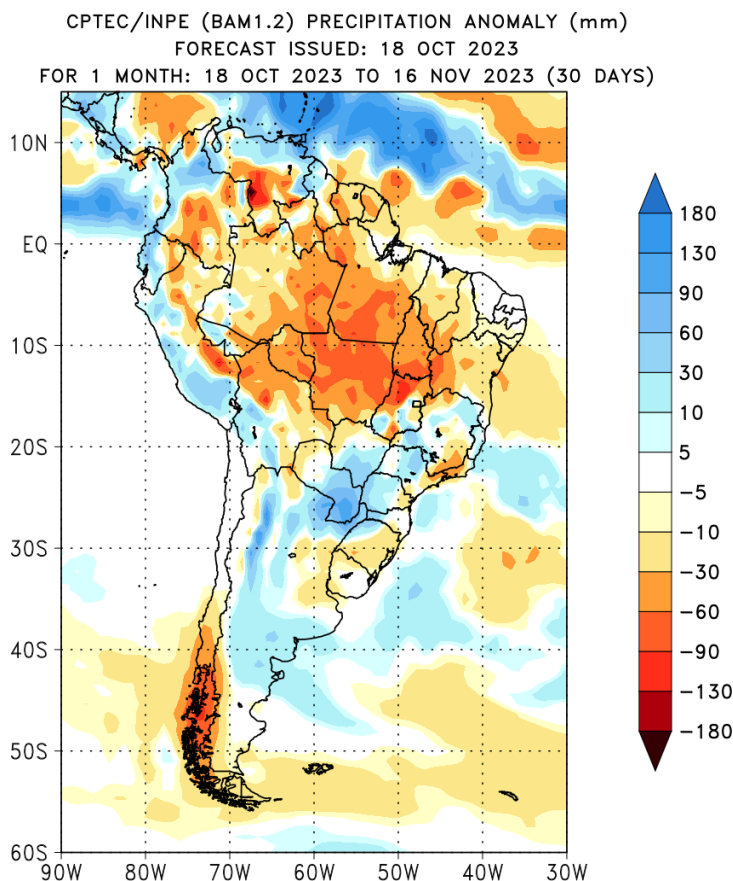 CPTEC/INPE (BAM1.2) PRECIPITATION ANOMALY (mm)
FORECAST ISSUED: 18 OCT 2023
FOR 1 MONTH: 18 OCT 2023 TO 16 NOV 2023 (30 DAYS)
10N
EQ
10S
20S
30S
40S
50S
60S
90W 80W 70W 60W 50W 40W 30W
180
130
90
60
30
10
5
−5
−10
−30
−60
−90
−130
−180